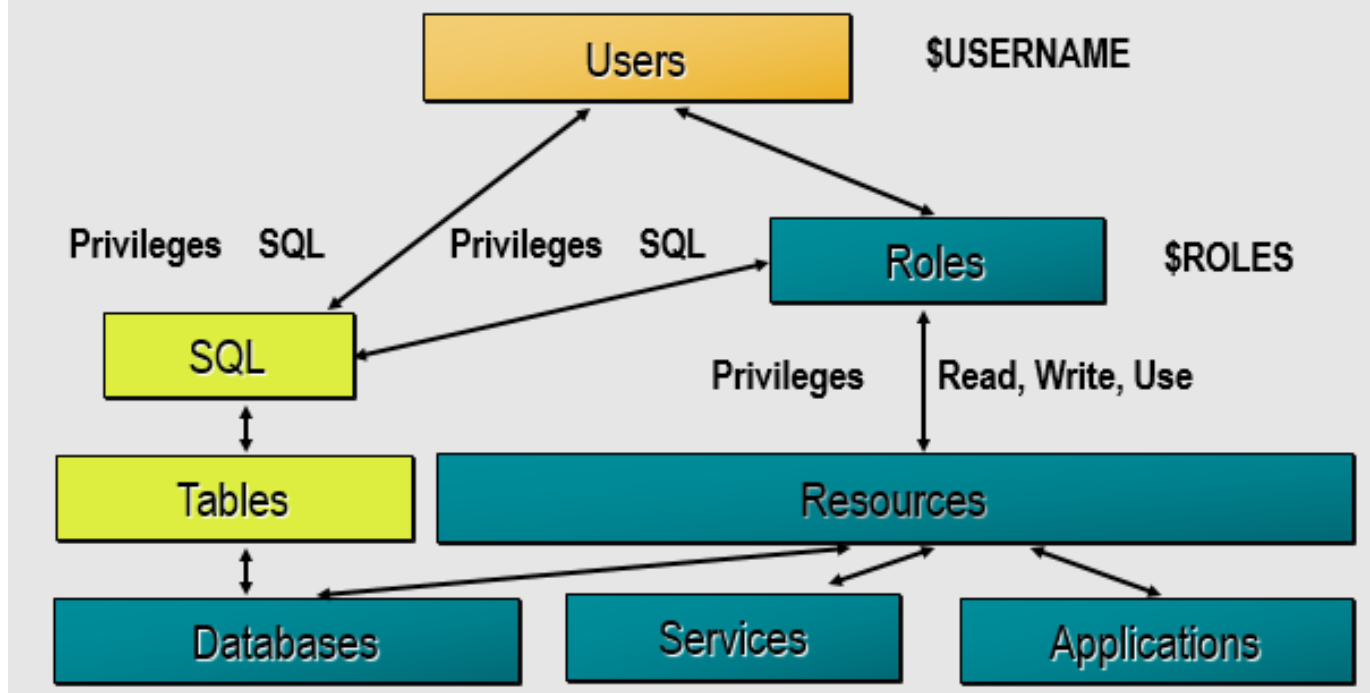 Users
$USERNAME
Privileges SQL
Privileges SQL
Roles
$ROLES
SQL
Privileges
Read, Write, Use
Tables
Resources
Databases
Services
Applications